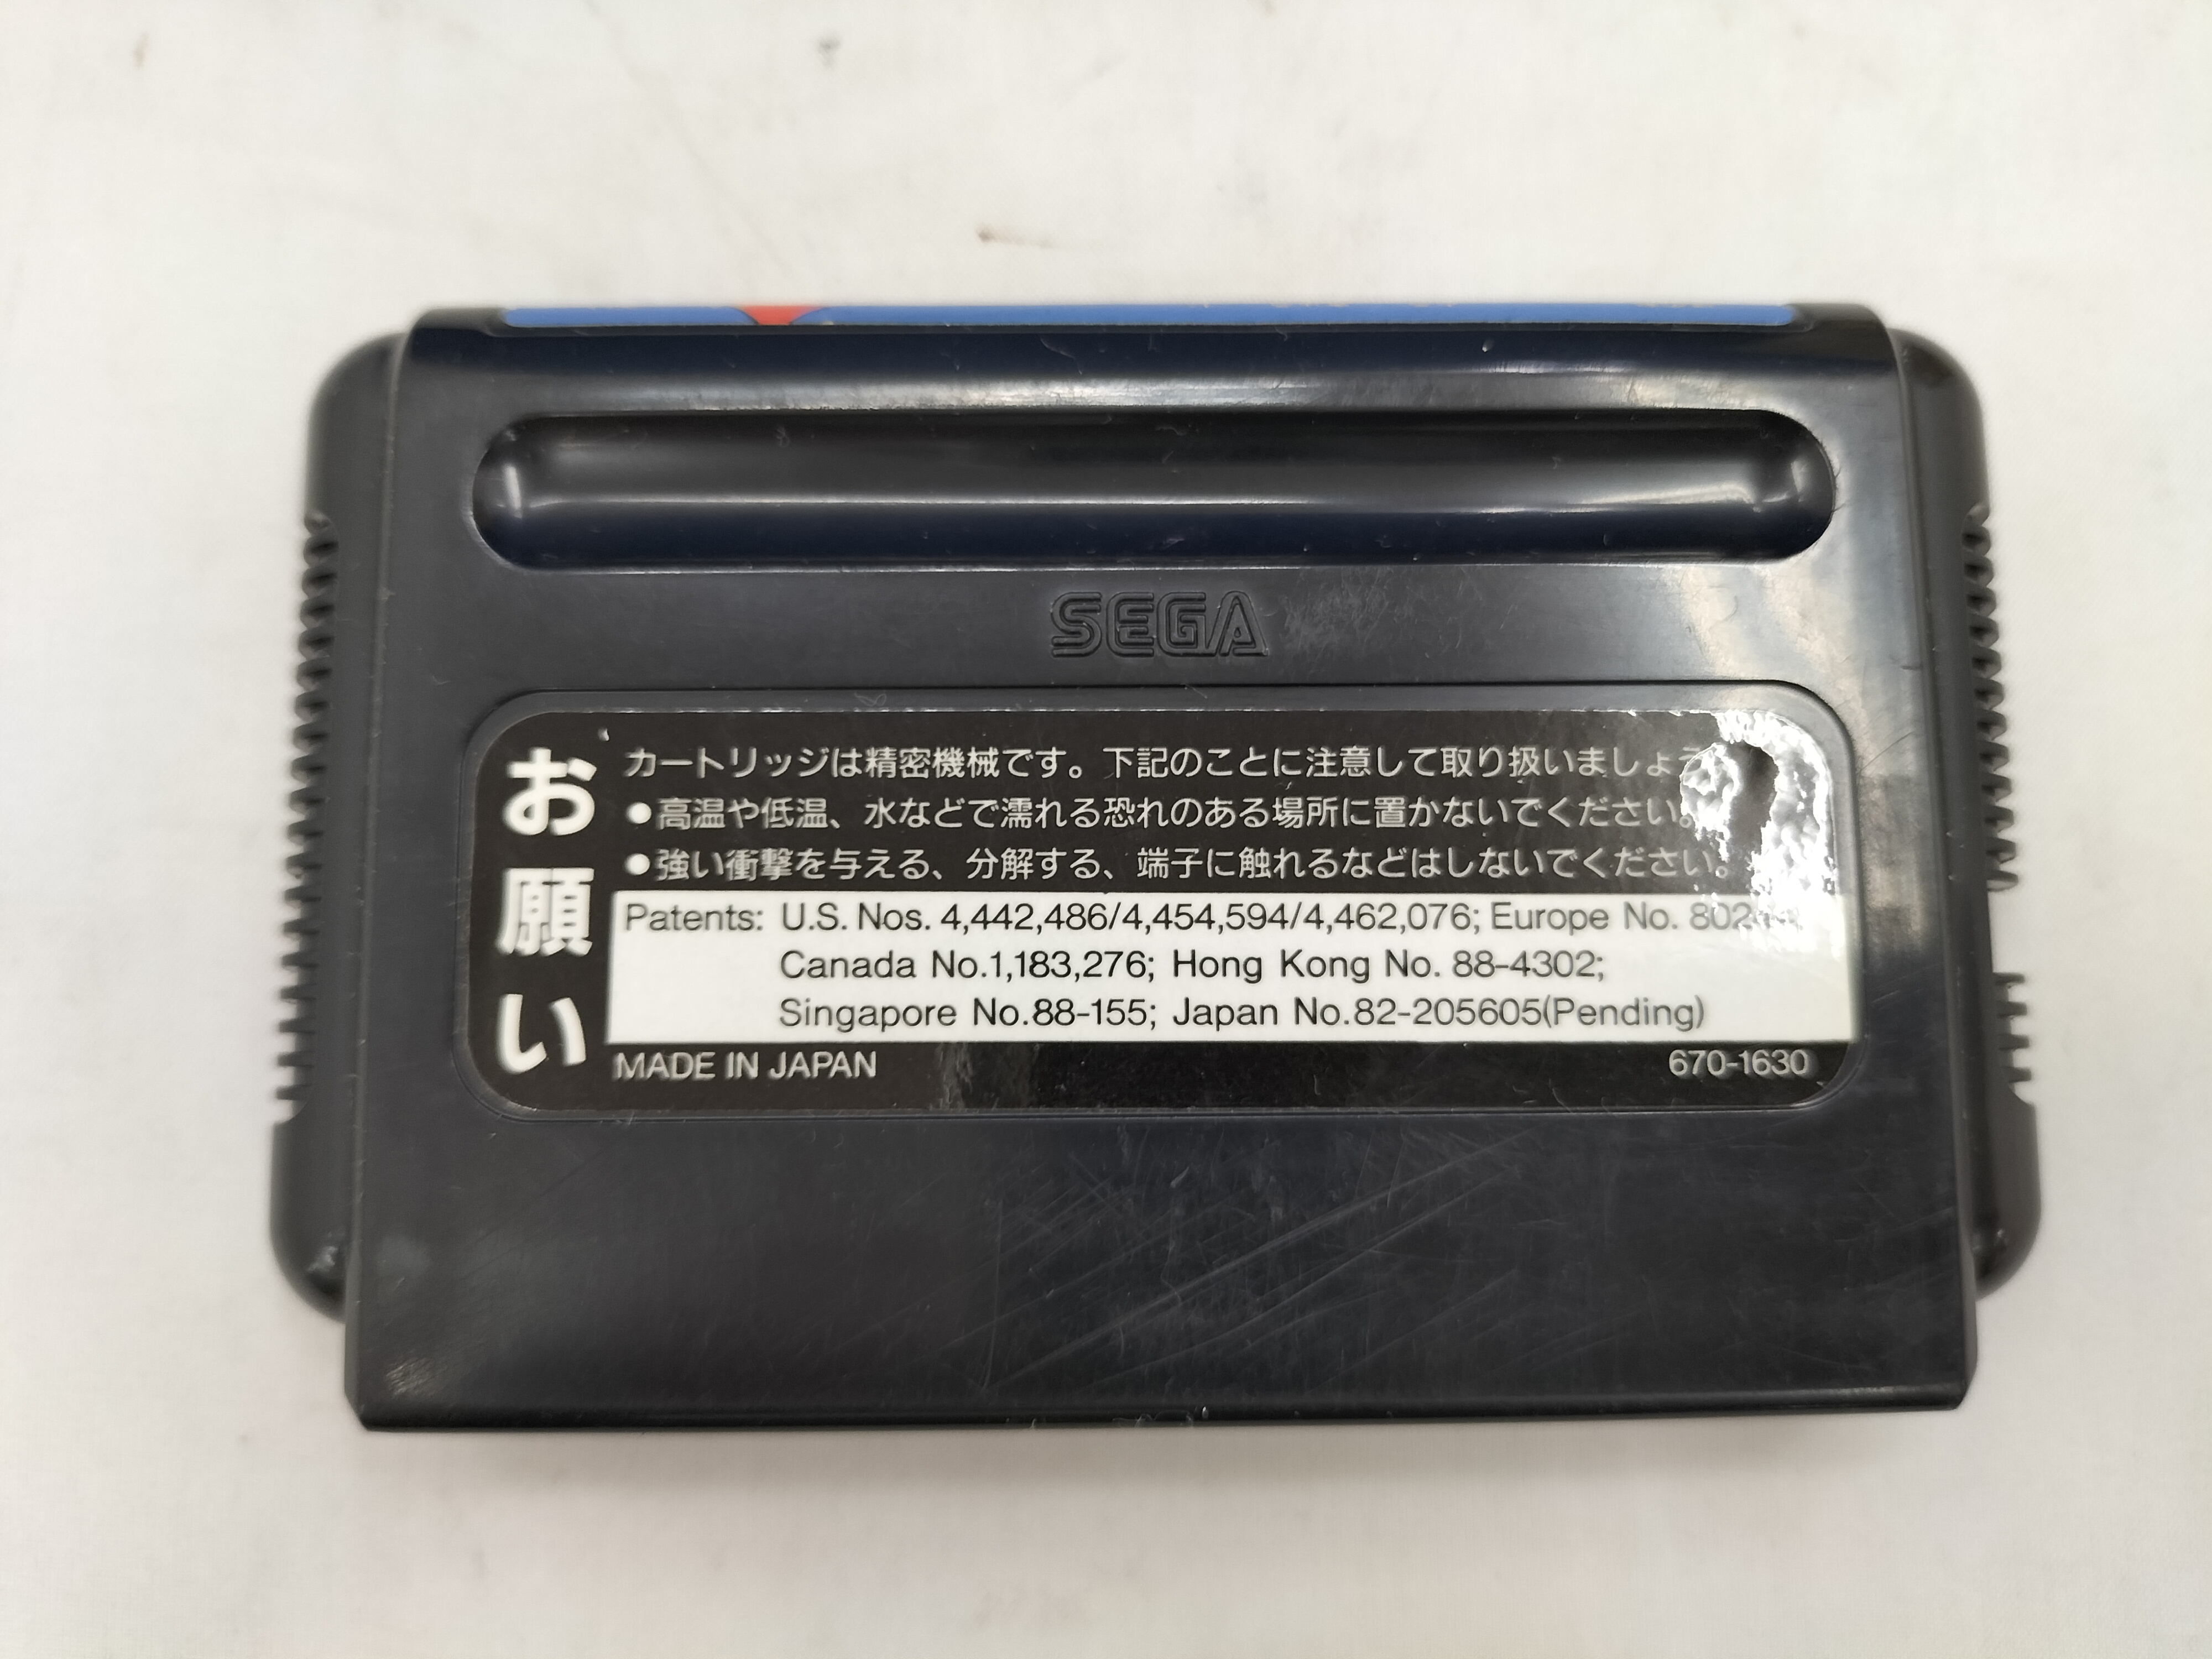 SEGA
お願い
カートリッジは精密機械です。下記のことに注意して取り扱いましょう
●高温や低温、水などで濡れる恐れのある場所に置かないでください。
●強い衝撃を与える、分解する、端子に触れるなどはしないでください。
Patents: U.S. Nos. 4,442,486/4,454,594/4,462,076; Europe No.
Canada No.1,183,276; Hong Kong No. 88-4302;
Singapore No.88-155; Japan No.82-205605(Pending)
MADE IN JAPAN 670-1630